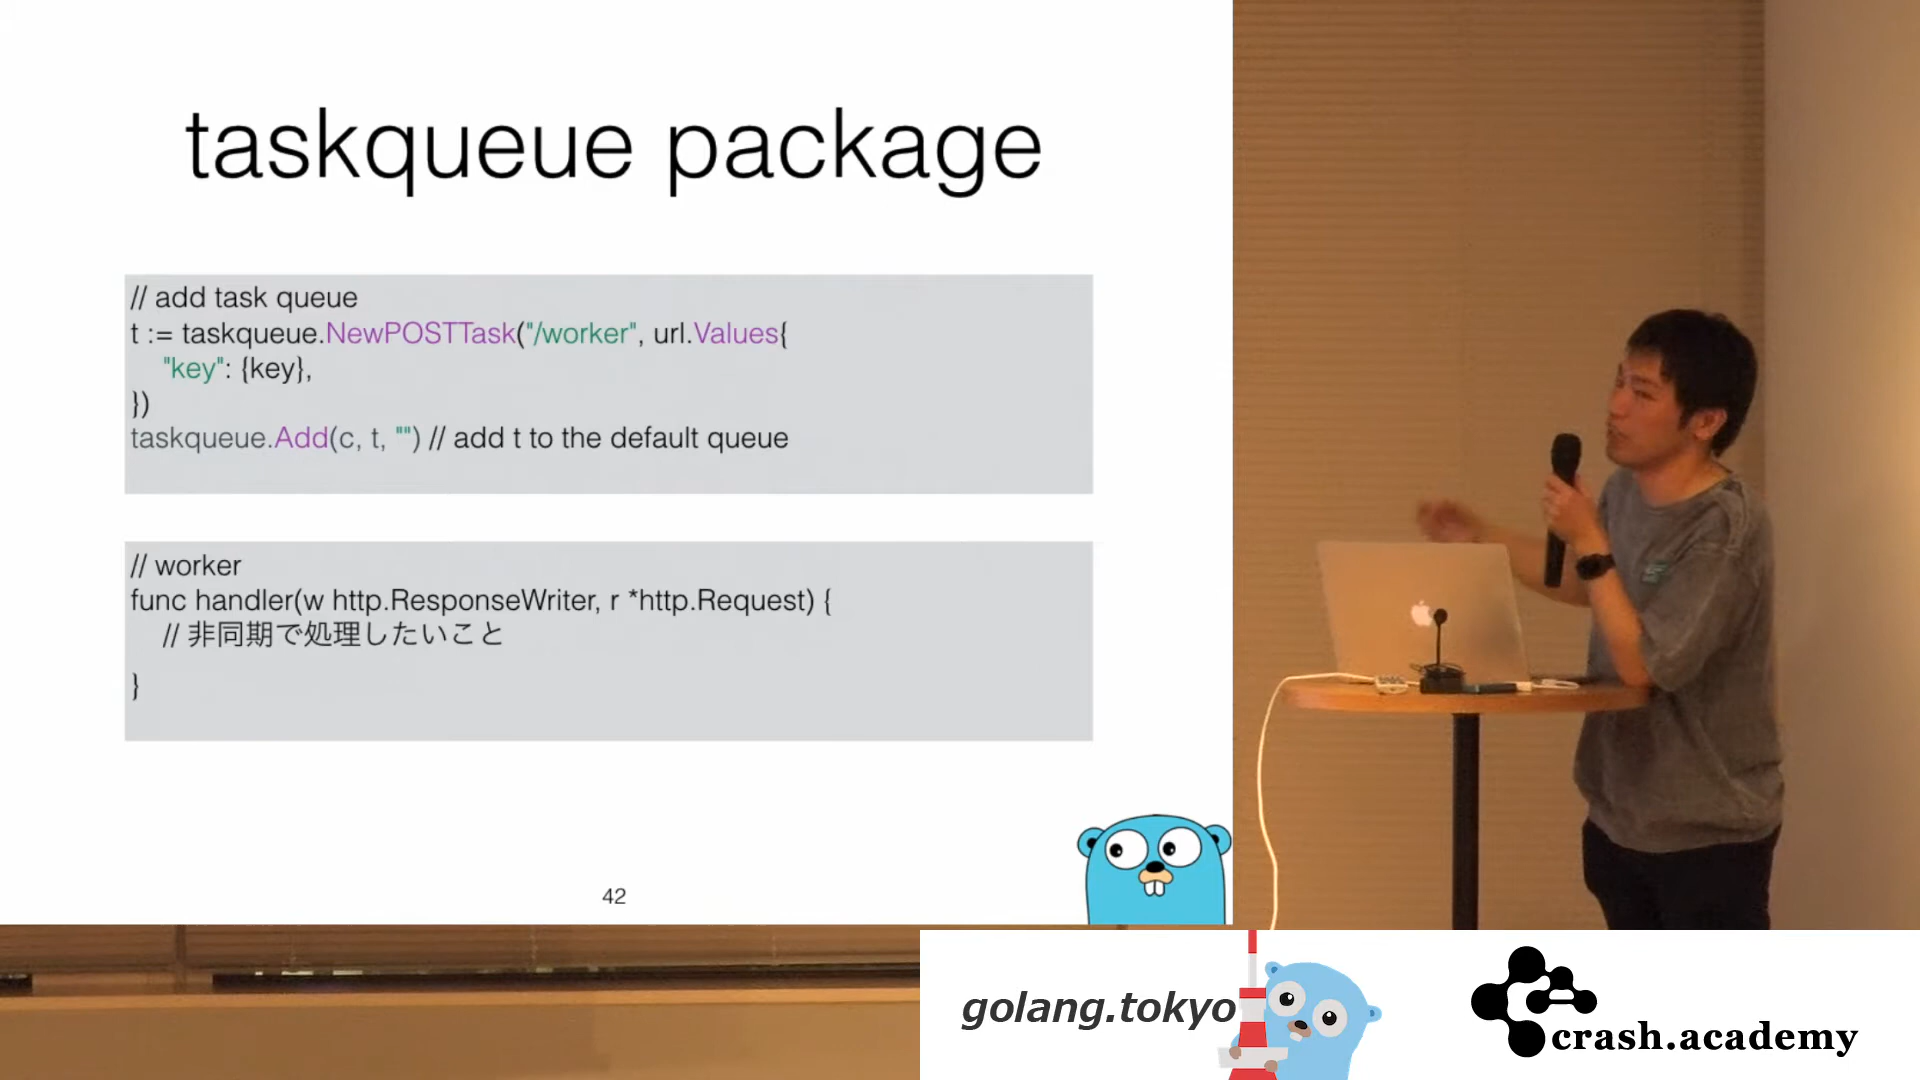 taskqueue package
// add task queue
t := taskqueue.NewPOSTTask("/worker", url.Values{
"key": {key},
})
taskqueue.Add(c, t, "") // add t to the default queue
// worker
func handler(w http.ResponseWriter, r *http.Request) {
// 非同期で処理したいこと
}
42
golang.tokyo
crash.academy